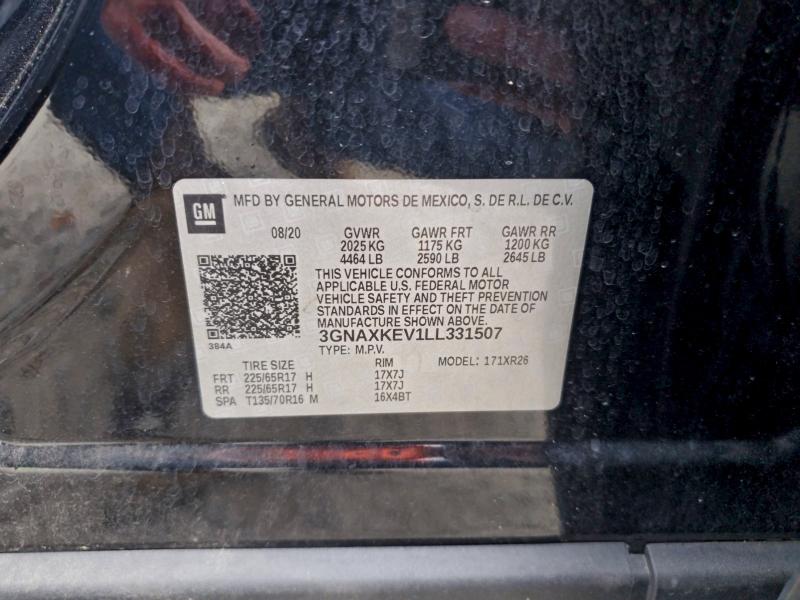 GM
MFD BY GENERAL MOTORS DE MEXICO, S. DE R.L. DE C.V.
08/20 GVWR GAWR FRT GAWR RR
2025 KG 1175 KG 1200 KG
4464 LB 2590 LB 2645 LB
THIS VEHICLE CONFORMS TO ALL
APPLICABLE U.S. FEDERAL MOTOR
VEHICLE SAFETY AND THEFT PREVENTION
STANDARDS IN EFFECT ON THE DATE OF
MANUFACTURE SHOWN ABOVE.
3GNAXKEV1LL331507
384A
TYPE: M.P.V. MODEL: 171XR26
TIRE SIZE RIM
FRT 225/65R17 H 17X7J
RR 225/65R17 H 17X7J
SPA T135/70R16 M 16X4BT